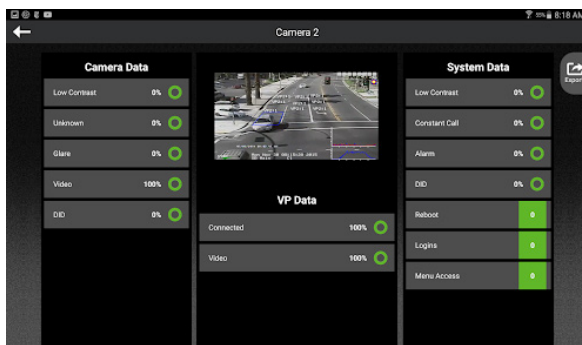 55% 8:18 AM
Camera 2
Camera Data
Low Contrast 0%
Unknown 0%
Glare 0%
Video 100%
DID 0%
VP Data
Connected 100%
Video 100%
System Data
Low Contrast 0%
Constant Call 0%
Alarm 0%
DID 0%
Reboot 0
Logins 0
Menu Access 0
Export